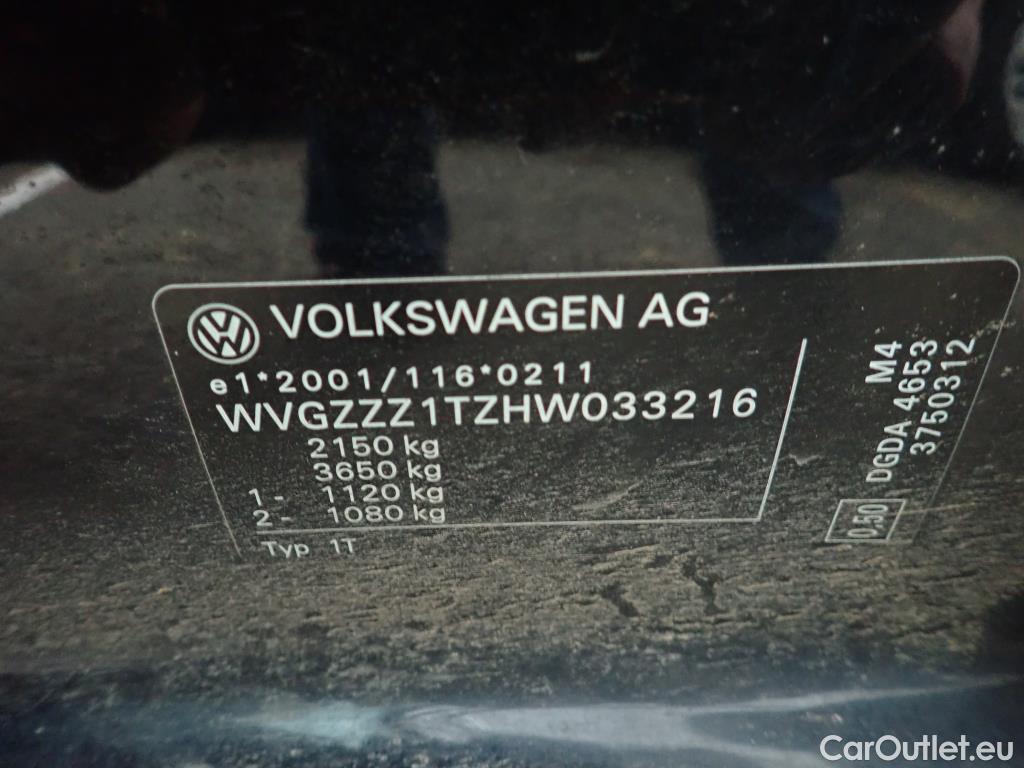 VOLKSWAGEN AG
e1*2001/116*0211
WVGZZZ1TZHW033216
2150 kg
3650 kg
1- 1120 kg
2- 1080 kg
Typ 1T
M4
DGDA 4653
3750312
0,50
CarOutlet.eu